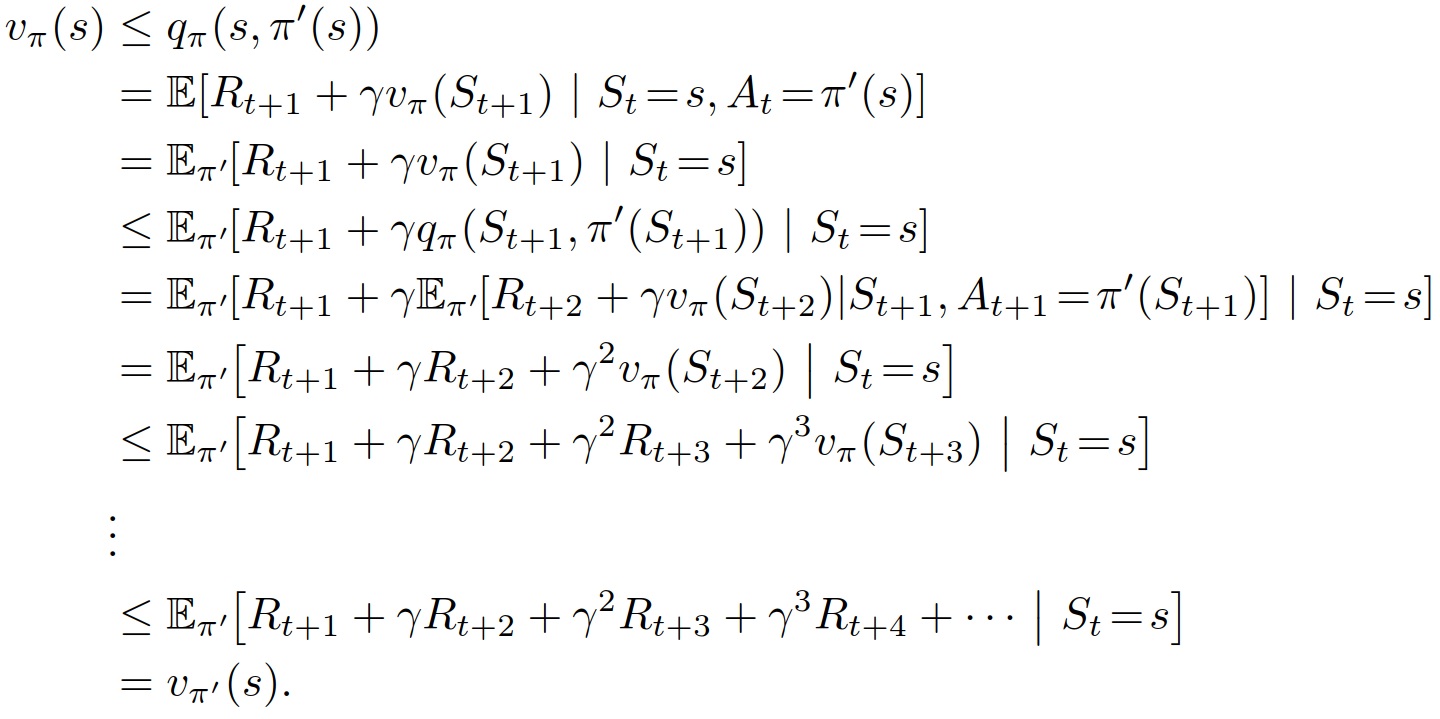 v_π(s) ≤ q_π(s, π′(s))
= 𝔼[R_{t+1} + γv_π(S_{t+1}) | S_t = s, A_t = π′(s)]
= 𝔼_{π′}[R_{t+1} + γv_π(S_{t+1}) | S_t = s]
≤ 𝔼_{π′}[R_{t+1} + γq_π(S_{t+1}, π′(S_{t+1})) | S_t = s]
= 𝔼_{π′}[R_{t+1} + γ𝔼_{π′}[R_{t+2} + γv_π(S_{t+2})|S_{t+1}, A_{t+1} = π′(S_{t+1})] | S_t = s]
= 𝔼_{π′}[R_{t+1} + γR_{t+2} + γ²v_π(S_{t+2}) | S_t = s]
≤ 𝔼_{π′}[R_{t+1} + γR_{t+2} + γ²R_{t+3} + γ³v_π(S_{t+3}) | S_t = s]
⋮
≤ 𝔼_{π′}[R_{t+1} + γR_{t+2} + γ²R_{t+3} + γ³R_{t+4} + ⋯ | S_t = s]
= v_{π′}(s).